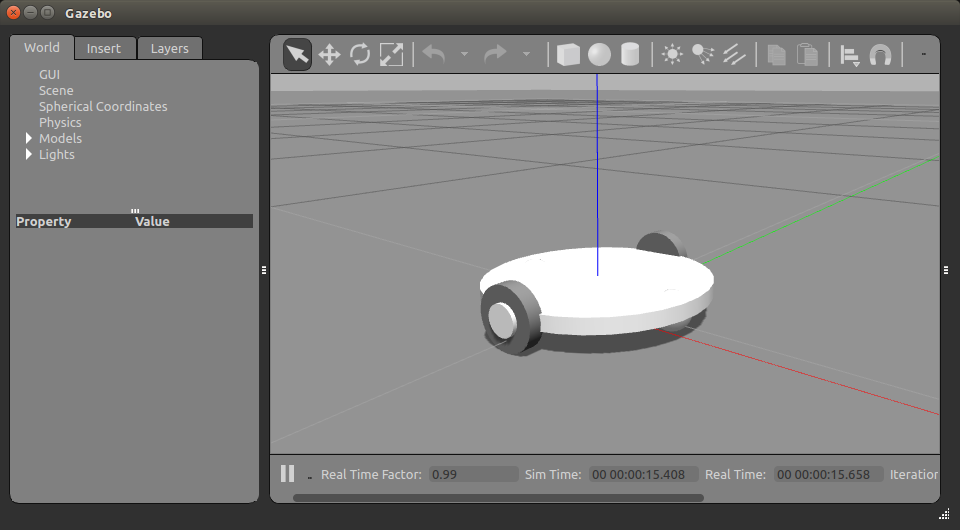 Gazebo
World Insert Layers
GUI
Scene
Spherical Coordinates
Physics
Models
Lights
Property Value
Real Time Factor: 0.99 Sim Time: 00 00:00:15.408 Real Time: 00 00:00:15.658 Iteration